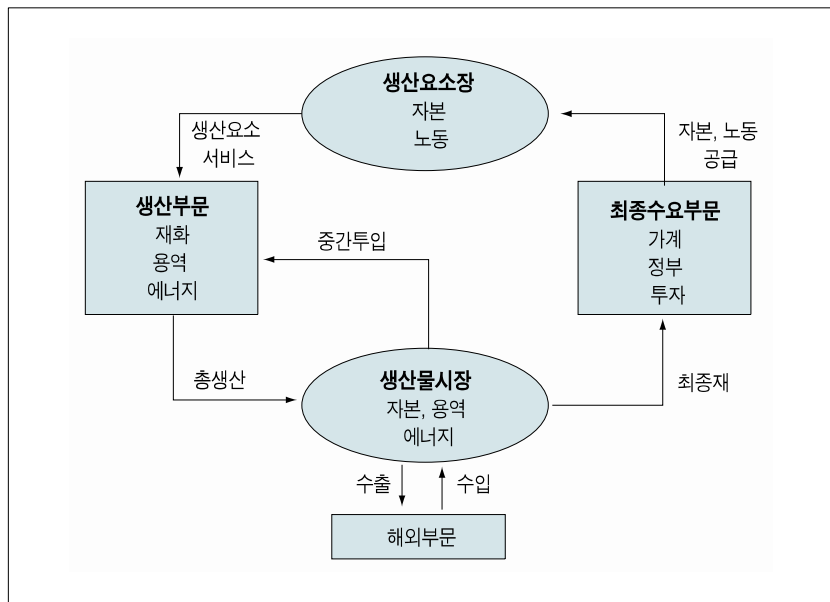 생산요소장
자본
노동
생산요소
서비스
자본, 노동
공급
생산부문
재화
용역
에너지
최종수요부문
가계
정부
투자
중간투입
총생산
생산물시장
자본, 용역
에너지
최종재
수출
수입
해외부문